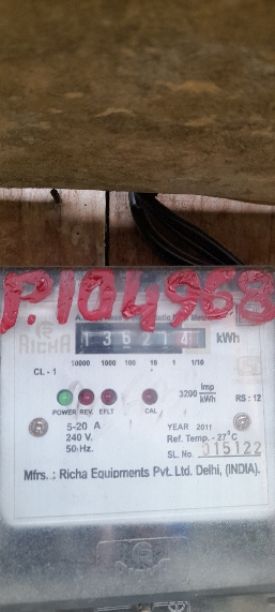 P.104968
RICHA
1 3 6 2 7 4
kWh
CL - 1
10000 1000 100 10 1 1/10
POWER REV. EFLT CAL
3200 Imp/kWh
RS : 12
5-20 A
240 V.
50 Hz.
YEAR 2011
Ref. Temp. - 27°C
SL. No. 015122
Mfrs. : Richa Equipments Pvt. Ltd. Delhi, (INDIA).